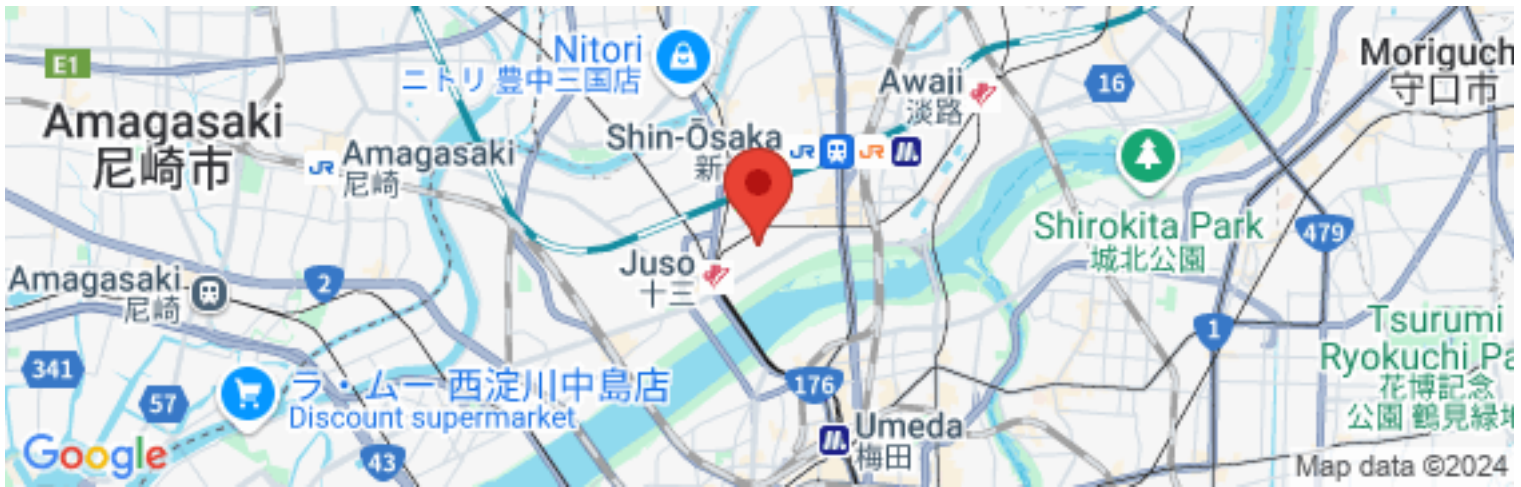 E1
Nitori
ニトリ 豊中三国店
Awaji
淡路
16
Moriguch
守口市
Amagasaki
尼崎市
JR Amagasaki
尼崎
Shin-Ōsaka
新
JR
JR
Shirokita Park
城北公園
479
Jusō
十三
Amagasaki
尼崎
2
1
Tsurumi
Ryokuchi Pa
花博記念
公園 鶴見緑地
341
57
ラ・ムー 西淀川中島店
Discount supermarket
176
Umeda
梅田
43
Google
Map data ©2024